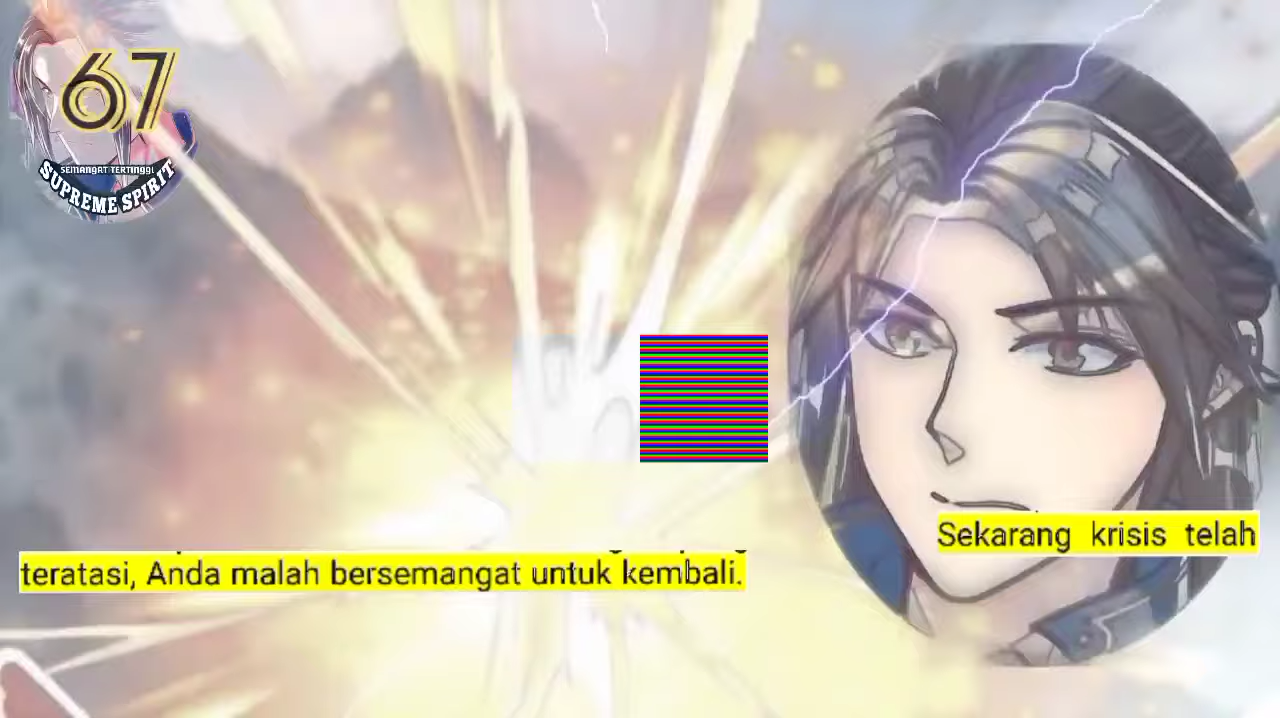 67
SEMANGAT TERTINGGI
SUPREME SPIRIT
Sekarang krisis telah
teratasi, Anda malah bersemangat untuk kembali.